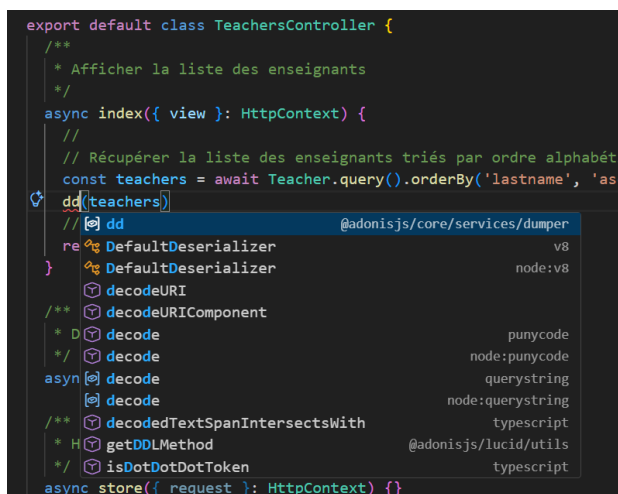 export default class TeachersController {
/**
* Afficher la liste des enseignants
*/
async index({ view }: HttpContext) {
//
// Récupérer la liste des enseignants triés par ordre alphabét
const teachers = await Teacher.query().orderBy('lastname', 'as
dd(teachers)
//
dd @adonisjs/core/services/dumper
re
DefaultDeserializer v8
}
DefaultDeserializer node:v8
decodeURI
/**
decodeURIComponent
* D
decode punycode
*/
decode node:punycode
asyn
decode querystring
decode node:querystring
/**
decodedTextSpanIntersectsWith typescript
* H
getDDLMethod @adonisjs/lucid/utils
*/
isDotDotDotToken typescript
async store({ request }: HttpContext) {}